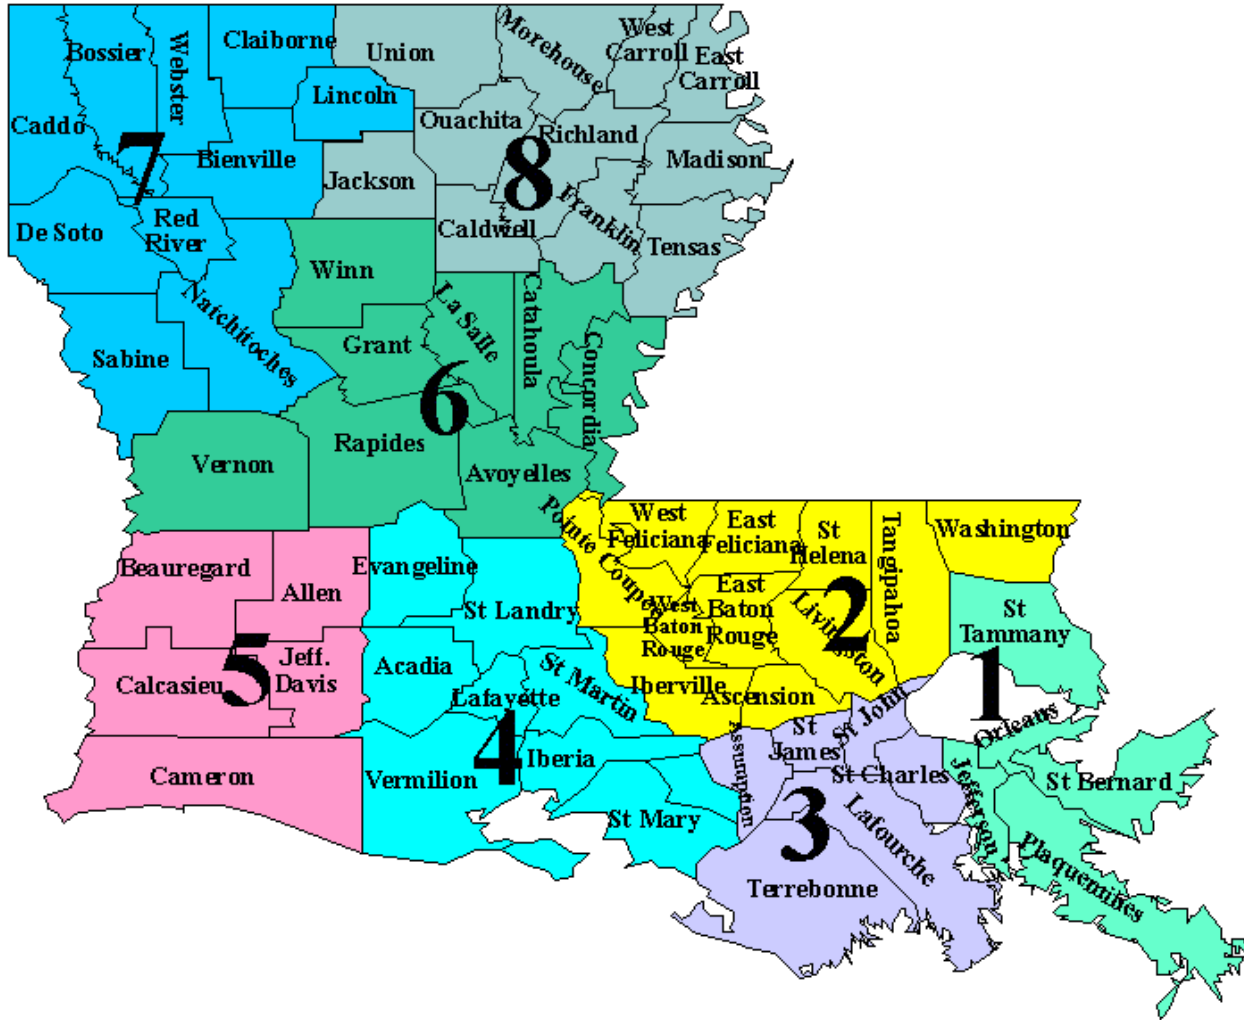 Bossier
Webster
Claiborne
Union
Morehouse
West
Carroll
East
Carroll
Caddo
Lincoln
Ouachita
Richland
Madison
7
Bienville
8
Jackson
Franklin
De Soto
Red
River
Caldwell
Tensas
Winn
Natchitoches
La Salle
Catahoula
Concordia
Sabine
Grant
6
Rapides
Vernon
Avoyelles
Pointe Coupee
West
Feliciana
East
Feliciana
St
Helena
Tangipahoa
Washington
Beauregard
Allen
Evangeline
St Landry
West
Baton
Rouge
East
Baton
Rouge
Livingston
2
St
Tammany
Calcasieu
5
Jeff.
Davis
Acadia
Lafayette
St Martin
Iberville
Ascension
1
Orleans
St John
St
James
Assumption
Cameron
Vermilion
4
Iberia
St Charles
Jefferson
St Bernard
St Mary
3
Lafourche
Plaquemines
Terrebonne